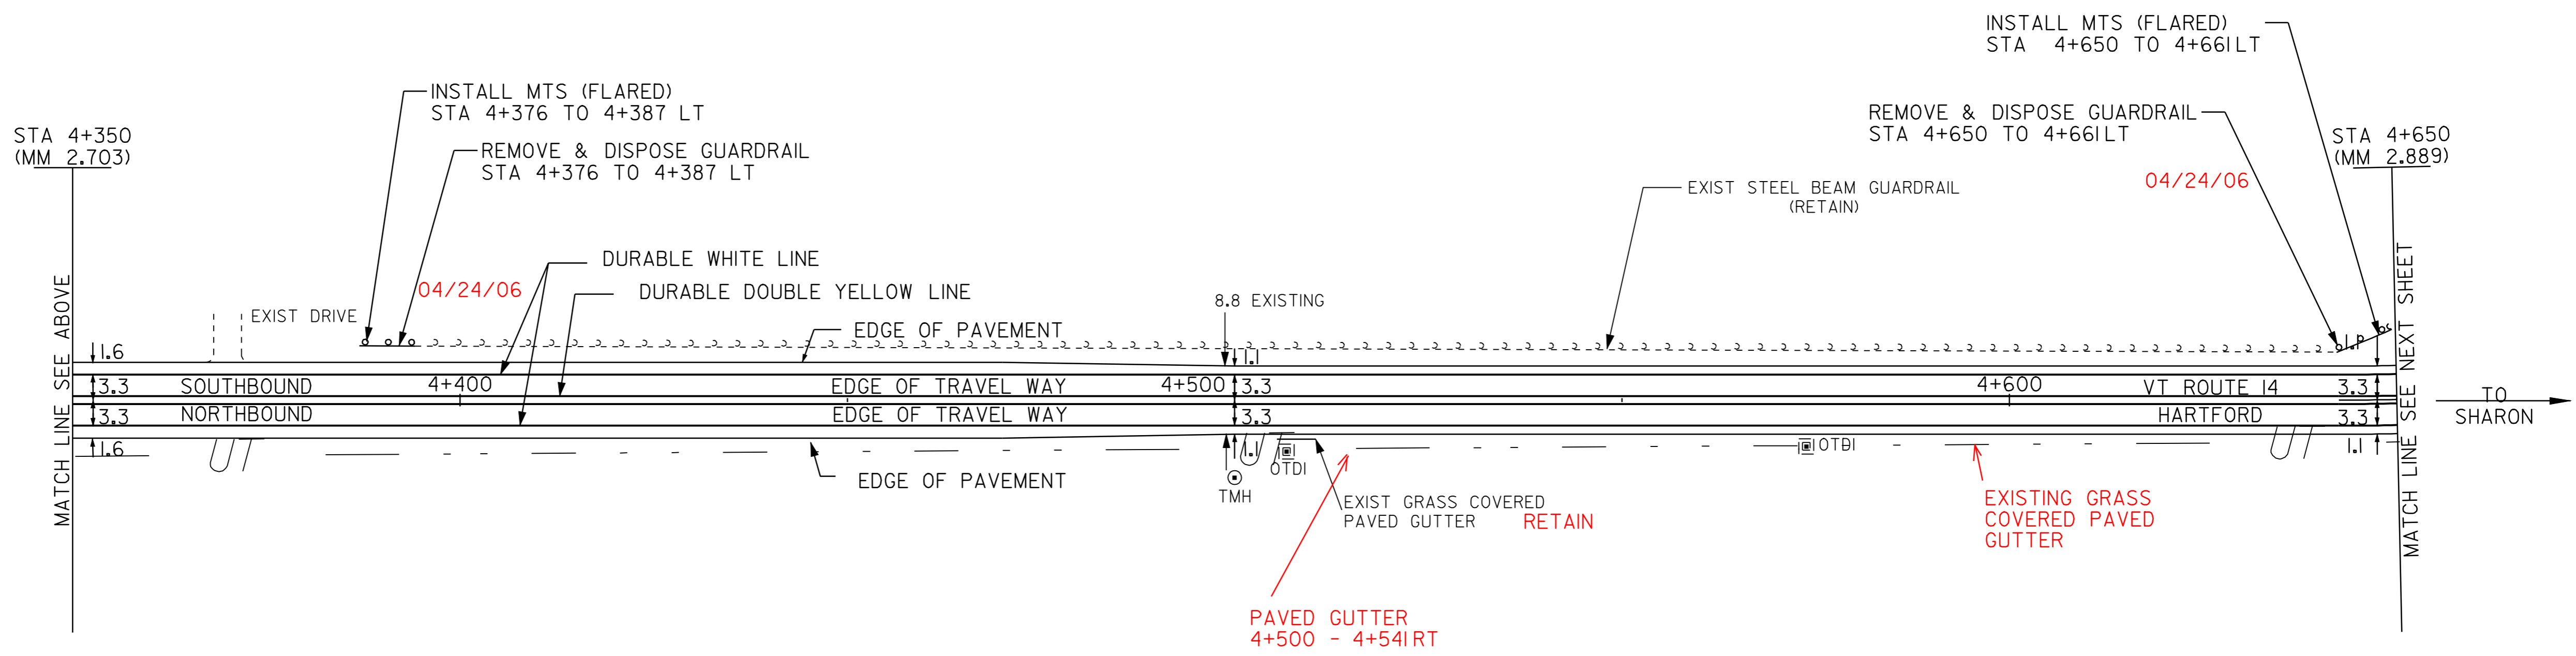 INSTALL MTS (FLARED)
STA 4+650 TO 4+661LT
INSTALL MTS (FLARED)
STA 4+376 TO 4+387 LT
REMOVE & DISPOSE GUARDRAIL
STA 4+650 TO 4+661LT
STA 4+350
(MM 2.703)
STA 4+650
(MM 2.889)
REMOVE & DISPOSE GUARDRAIL
STA 4+376 TO 4+387 LT
04/24/06
EXIST STEEL BEAM GUARDRAIL
(RETAIN)
DURABLE WHITE LINE
04/24/06
DURABLE DOUBLE YELLOW LINE
8.8 EXISTING
EXIST DRIVE
EDGE OF PAVEMENT
MATCH LINE SEE ABOVE
MATCH LINE SEE NEXT SHEET
1.6
1.1
3.3
SOUTHBOUND
4+400
EDGE OF TRAVEL WAY
4+500
3.3
4+600
VT ROUTE 14
3.3
3.3
NORTHBOUND
EDGE OF TRAVEL WAY
3.3
HARTFORD
3.3
TO
SHARON
1.6
1.1
OTDI
OTDI
1.1
EDGE OF PAVEMENT
TMH
EXIST GRASS COVERED
PAVED GUTTER
RETAIN
EXISTING GRASS
COVERED PAVED
GUTTER
PAVED GUTTER
4+500 - 4+541RT